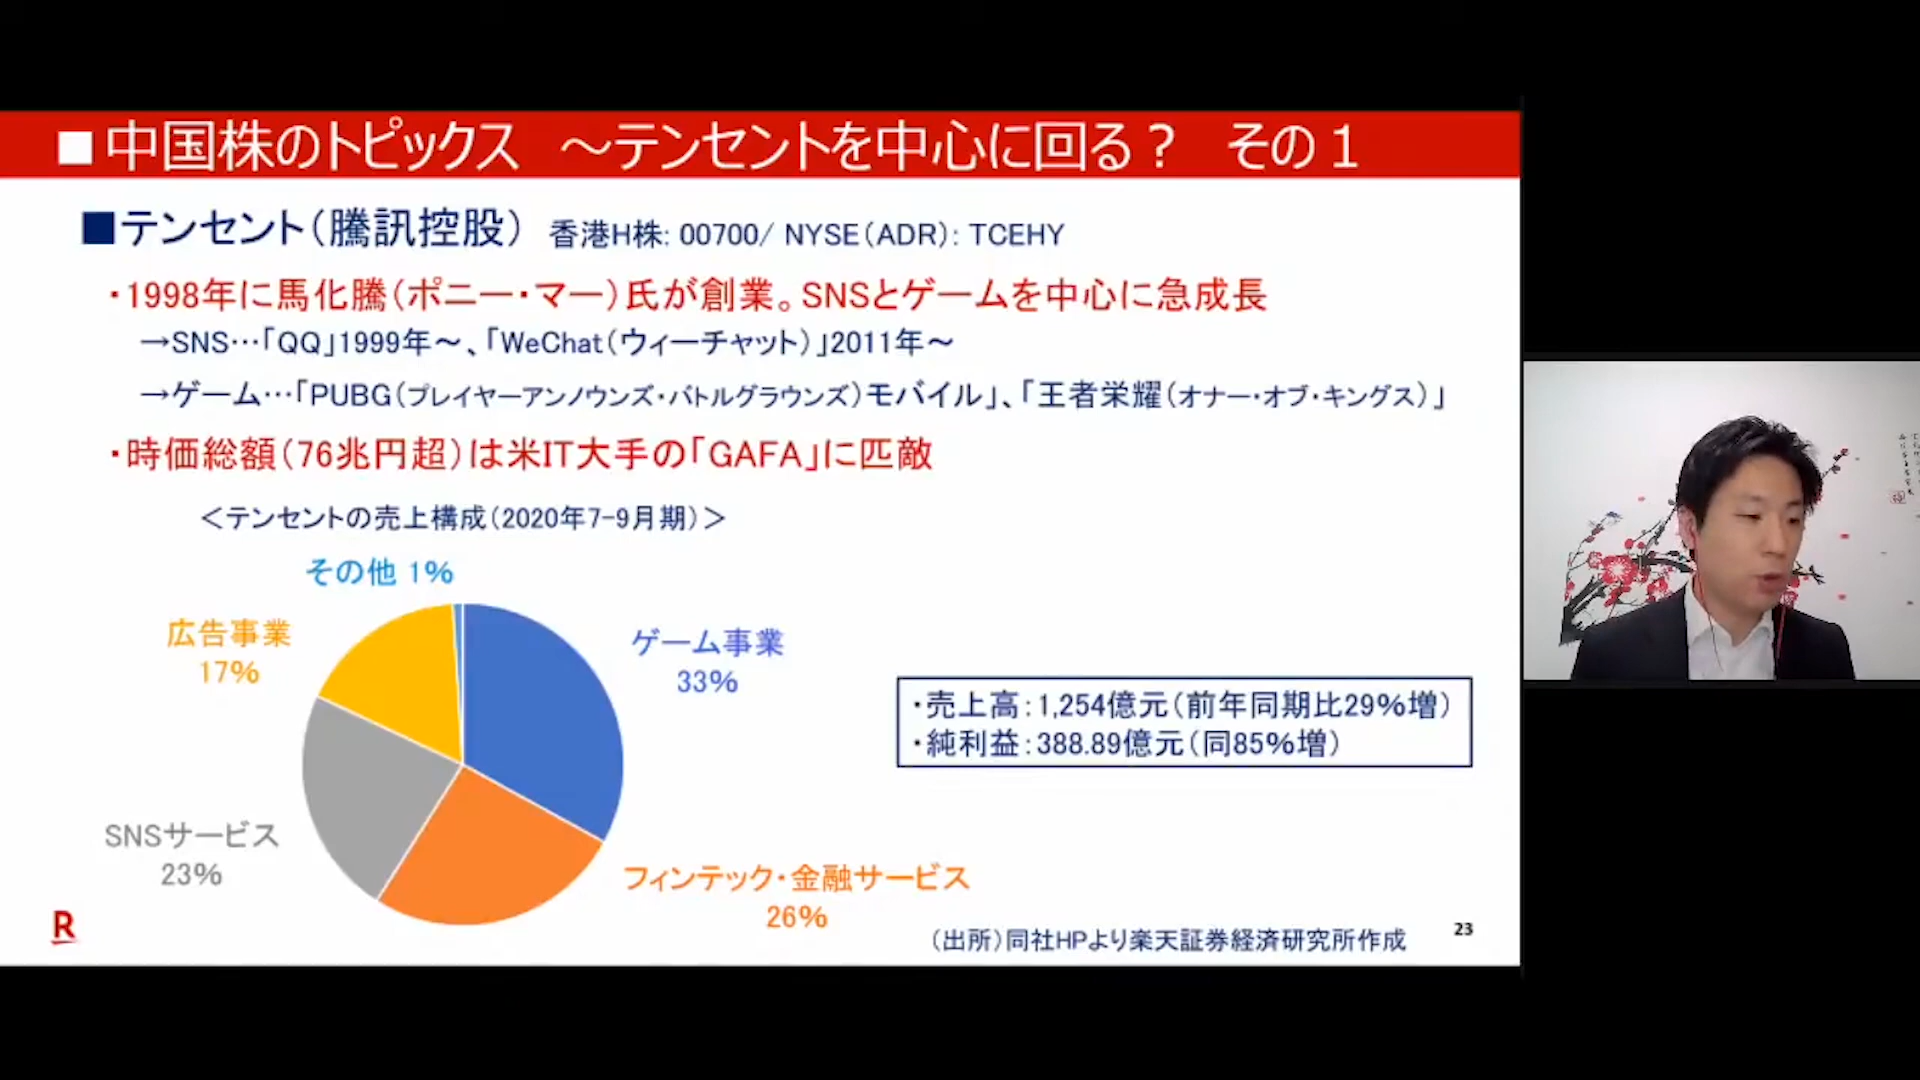 ■中国株のトピックス ～テンセントを中心に回る？ その１
■テンセント（騰訊控股） 香港H株: 00700/ NYSE（ADR）: TCEHY
・1998年に馬化騰（ポニー・マー）氏が創業。SNSとゲームを中心に急成長
→SNS…「QQ」1999年～、「WeChat（ウィーチャット）」2011年～
→ゲーム…「PUBG（プレイヤーアンノウンズ・バトルグラウンズ）モバイル」、「王者栄耀（オナー・オブ・キングス）」
・時価総額（76兆円超）は米IT大手の「GAFA」に匹敵
＜テンセントの売上構成（2020年7-9月期）＞
その他 1%
広告事業
17%
ゲーム事業
33%
・売上高：1,254億元（前年同期比29%増）
・純利益：388.89億元（同85%増）
SNSサービス
23%
フィンテック・金融サービス
26%
R
（出所）同社HPより楽天証券経済研究所作成
23